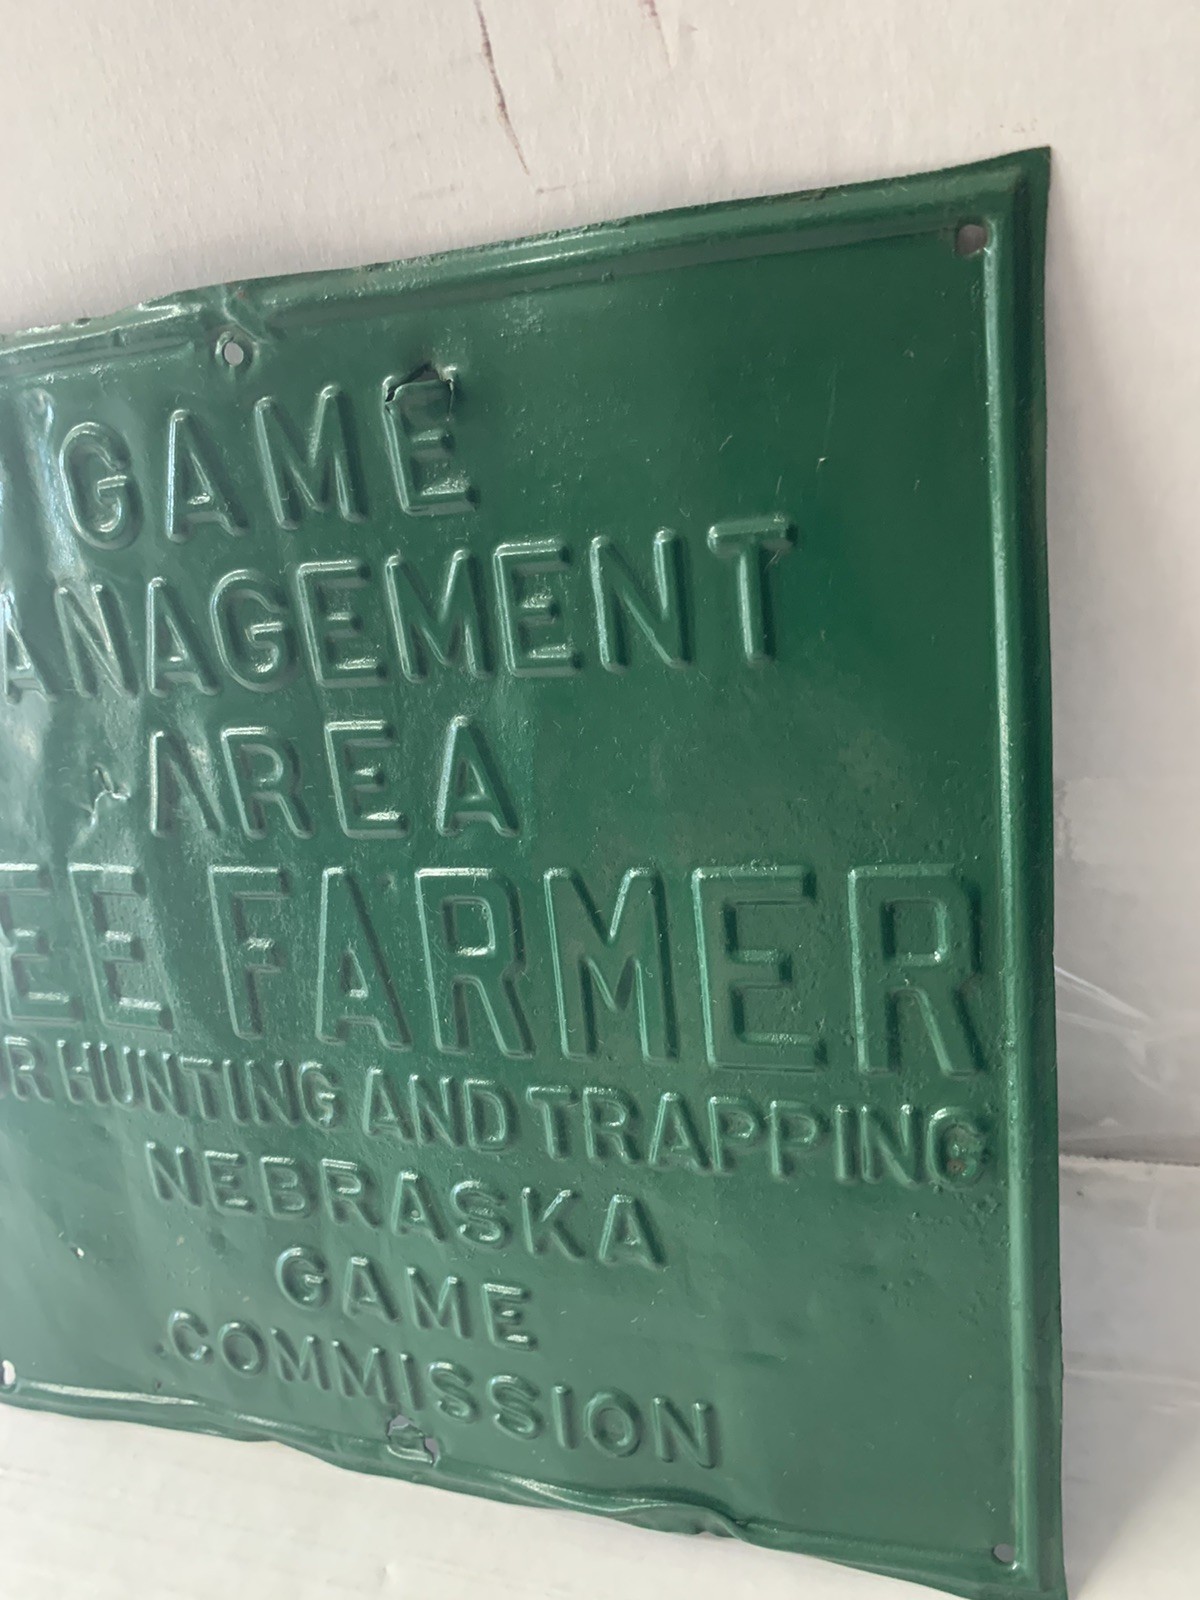 GAME
ANAGEMENT
AREA
EE FARMER
R HUNTING AND TRAPPING
NEBRASKA
GAME
COMMISSION